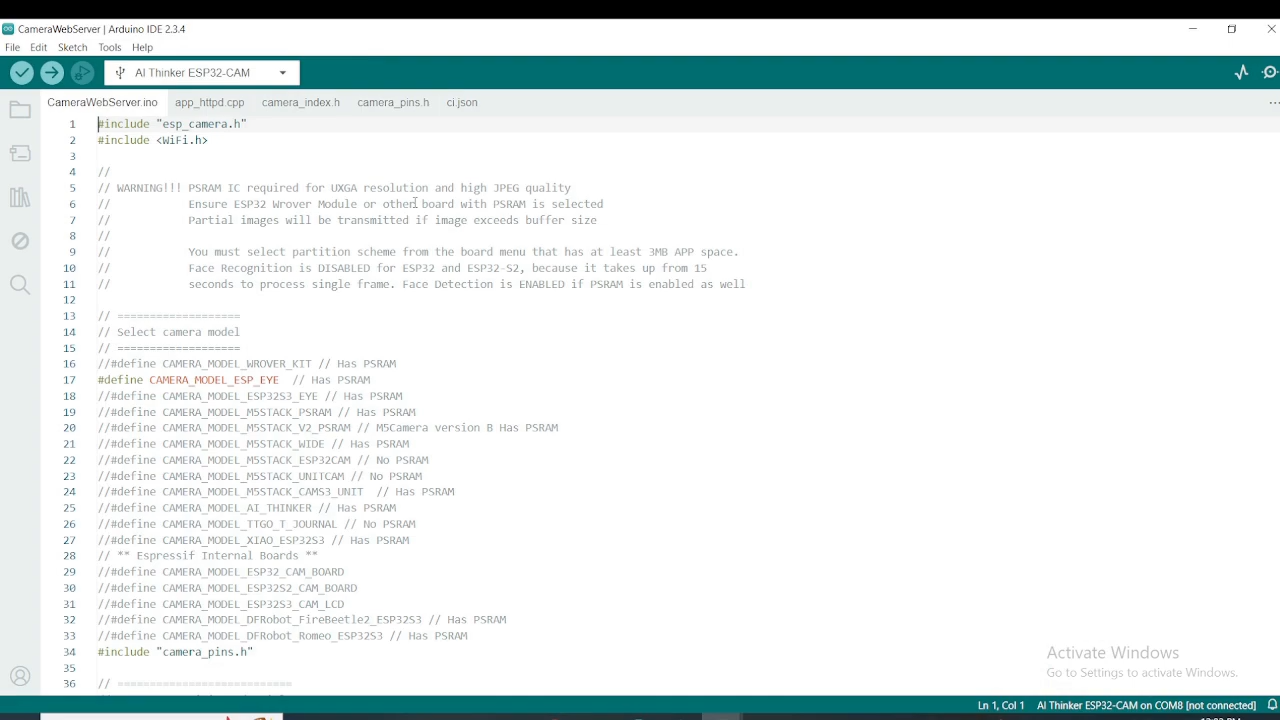 CameraWebServer | Arduino IDE 2.3.4
File Edit Sketch Tools Help
AI Thinker ESP32-CAM
CameraWebServer.ino app_httpd.cpp camera_index.h camera_pins.h ci.json ...
1 #include "esp_camera.h"
2 #include <WiFi.h>
3
4 //
5 // WARNING!!! PSRAM IC required for UXGA resolution and high JPEG quality
6 // Ensure ESP32 Wrover Module or other board with PSRAM is selected
7 // Partial images will be transmitted if image exceeds buffer size
8 //
9 // You must select partition scheme from the board menu that has at least 3MB APP space.
10 // Face Recognition is DISABLED for ESP32 and ESP32-S2, because it takes up from 15
11 // seconds to process single frame. Face Detection is ENABLED if PSRAM is enabled as well
12
13 // ===================
14 // Select camera model
15 // ===================
16 //#define CAMERA_MODEL_WROVER_KIT // Has PSRAM
17 #define CAMERA_MODEL_ESP_EYE  // Has PSRAM
18 //#define CAMERA_MODEL_ESP32S3_EYE // Has PSRAM
19 //#define CAMERA_MODEL_M5STACK_PSRAM // Has PSRAM
20 //#define CAMERA_MODEL_M5STACK_V2_PSRAM // M5Camera version B Has PSRAM
21 //#define CAMERA_MODEL_M5STACK_WIDE // Has PSRAM
22 //#define CAMERA_MODEL_M5STACK_ESP32CAM // No PSRAM
23 //#define CAMERA_MODEL_M5STACK_UNITCAM // No PSRAM
24 //#define CAMERA_MODEL_M5STACK_CAMS3_UNIT  // Has PSRAM
25 //#define CAMERA_MODEL_AI_THINKER // Has PSRAM
26 //#define CAMERA_MODEL_TTGO_T_JOURNAL // No PSRAM
27 //#define CAMERA_MODEL_XIAO_ESP32S3 // Has PSRAM
28 // ** Espressif Internal Boards **
29 //#define CAMERA_MODEL_ESP32_CAM_BOARD
30 //#define CAMERA_MODEL_ESP32S2_CAM_BOARD
31 //#define CAMERA_MODEL_ESP32S3_CAM_LCD
32 //#define CAMERA_MODEL_DFRobot_FireBeetle2_ESP32S3 // Has PSRAM
33 //#define CAMERA_MODEL_DFRobot_Romeo_ESP32S3 // Has PSRAM
34 #include "camera_pins.h"
35
36 // ===========================
Activate Windows
Go to Settings to activate Windows.
Ln 1, Col 1 AI Thinker ESP32-CAM on COM8 [not connected]